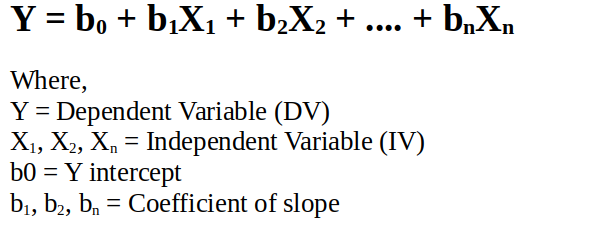 Y = b₀ + b₁X₁ + b₂X₂ + .... + bₙXₙ
Where,
Y = Dependent Variable (DV)
X₁, X₂, Xₙ = Independent Variable (IV)
b0 = Y intercept
b₁, b₂, bₙ = Coefficient of slope